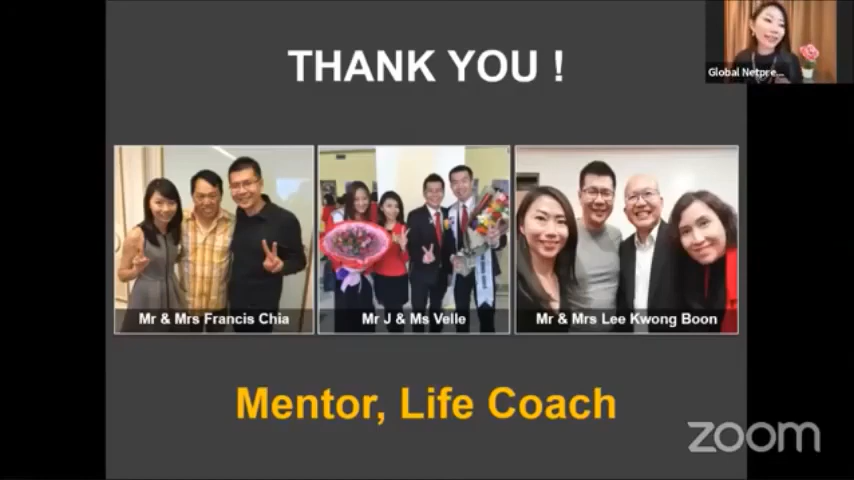 THANK YOU !
Global Netpre...
Mr & Mrs Francis Chia
Mr J & Ms Velle
Mr & Mrs Lee Kwong Boon
Mentor, Life Coach
zoom